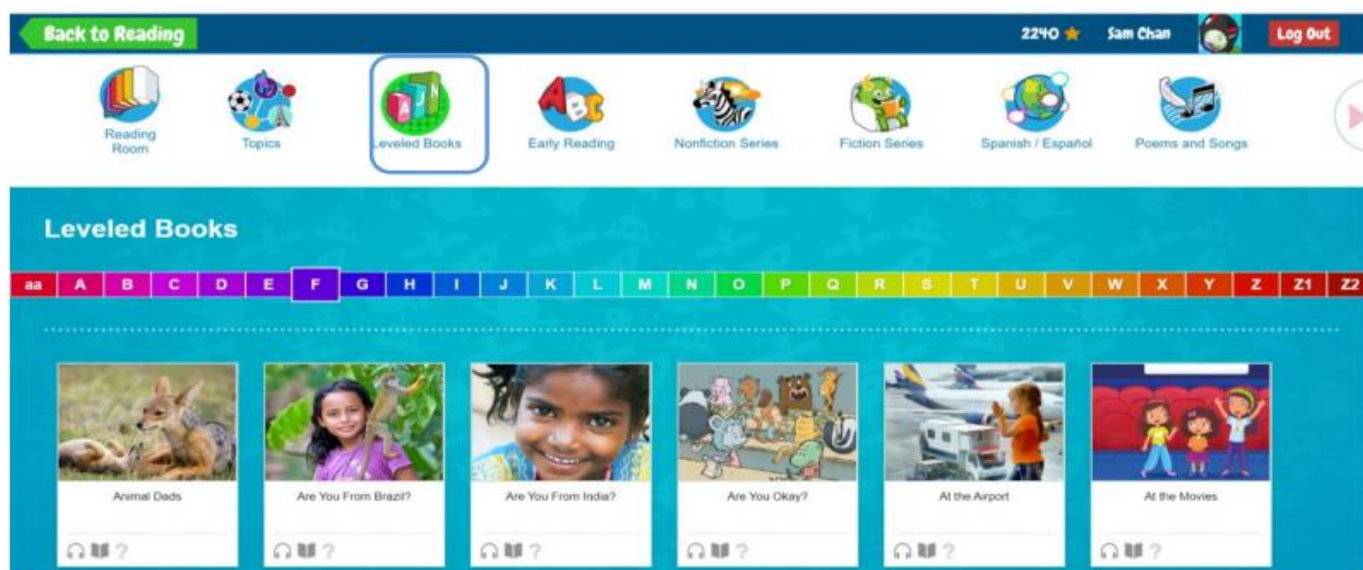 Back to Reading
2240
Sam Chan
Log Out
Reading
Room
Topics
Leveled Books
Early Reading
Nonfiction Series
Fiction Series
Spanish / Español
Poems and Songs
Leveled Books
aa A B C D E F G H I J K L M N O P Q R S T U V W X Y Z Z1 Z2
Animal Dads
Are You From Brazil?
Are You From India?
Are You Okay?
At the Airport
At the Movies